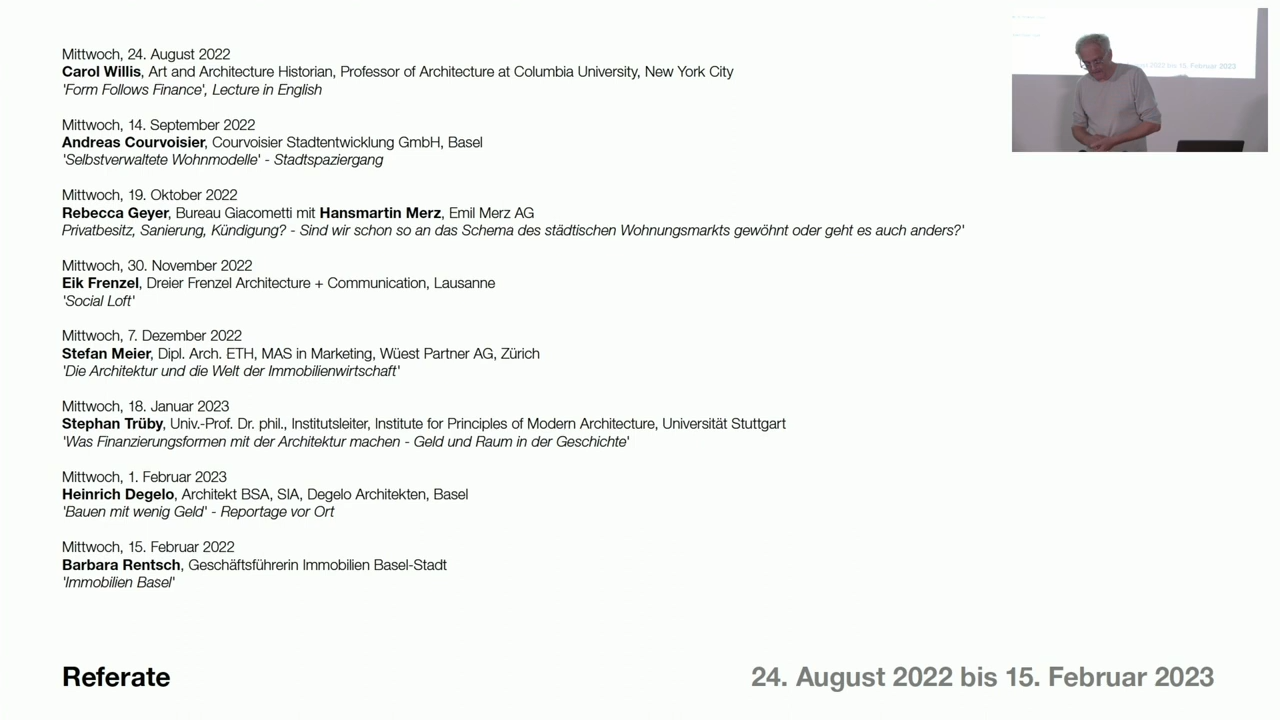 Mittwoch, 24. August 2022
Carol Willis, Art and Architecture Historian, Professor of Architecture at Columbia University, New York City
'Form Follows Finance', Lecture in English
Mittwoch, 14. September 2022
Andreas Courvoisier, Courvoisier Stadtentwicklung GmbH, Basel
'Selbstverwaltete Wohnmodelle' - Stadtspaziergang
Mittwoch, 19. Oktober 2022
Rebecca Geyer, Bureau Giacometti mit Hansmartin Merz, Emil Merz AG
Privatbesitz, Sanierung, Kündigung? - Sind wir schon so an das Schema des städtischen Wohnungsmarkts gewöhnt oder geht es auch anders?'
Mittwoch, 30. November 2022
Eik Frenzel, Dreier Frenzel Architecture + Communication, Lausanne
'Social Loft'
Mittwoch, 7. Dezember 2022
Stefan Meier, Dipl. Arch. ETH, MAS in Marketing, Wüest Partner AG, Zürich
'Die Architektur und die Welt der Immobilienwirtschaft'
Mittwoch, 18. Januar 2023
Stephan Trüby, Univ.-Prof. Dr. phil., Institutsleiter, Institute for Principles of Modern Architecture, Universität Stuttgart
'Was Finanzierungsformen mit der Architektur machen - Geld und Raum in der Geschichte'
Mittwoch, 1. Februar 2023
Heinrich Degelo, Architekt BSA, SIA, Degelo Architekten, Basel
'Bauen mit wenig Geld' - Reportage vor Ort
Mittwoch, 15. Februar 2022
Barbara Rentsch, Geschäftsführerin Immobilien Basel-Stadt
'Immobilien Basel'
Referate
24. August 2022 bis 15. Februar 2023
2022 bis 15. Februar 2023